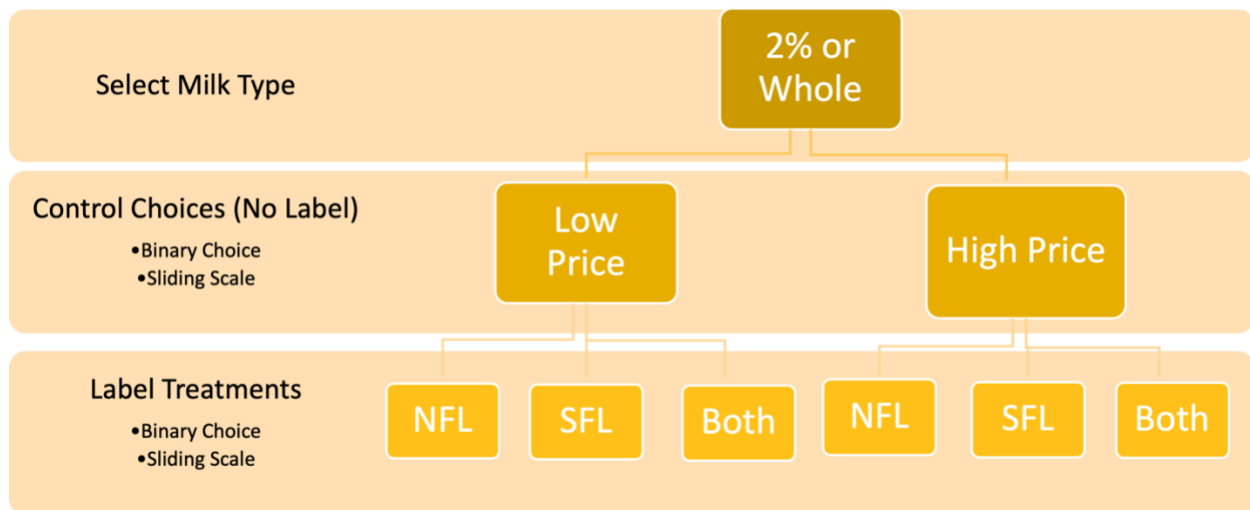 Select Milk Type
2% or
Whole
Control Choices (No Label)
•Binary Choice
•Sliding Scale
Low
Price
High Price
Label Treatments
•Binary Choice
•Sliding Scale
NFL
SFL
Both
NFL
SFL
Both